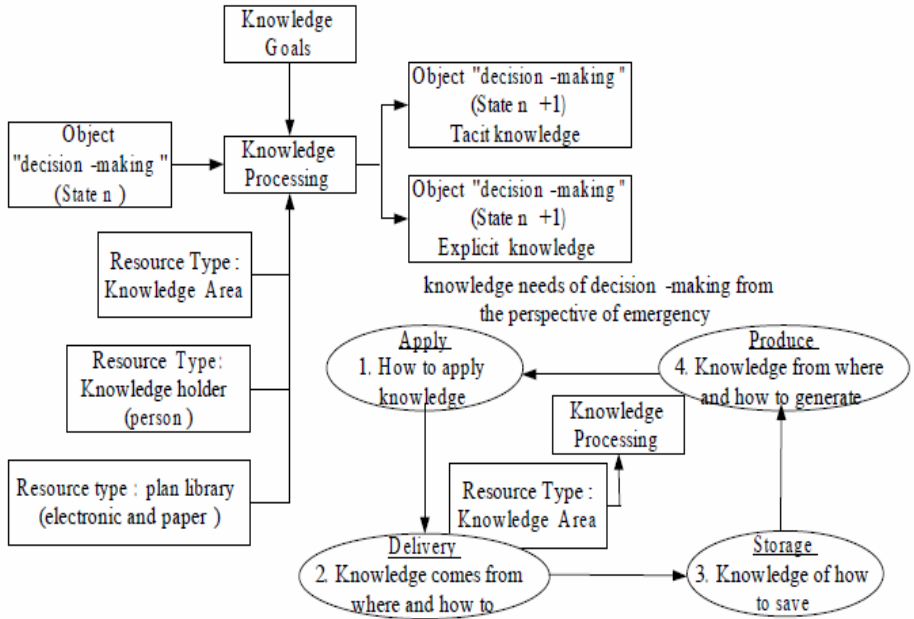 Knowledge
Goals
Object
"decision -making "
(State n )
Knowledge
Processing
Object "decision -making "
(State n +1)
Tacit knowledge
Object "decision -making "
(State n +1)
Explicit knowledge
Resource Type :
Knowledge Area
Resource Type:
Knowledge holder
(person )
Resource type : plan library
(electronic and paper )
knowledge needs of decision -making from
the perspective of emergency
Apply
1. How to apply
knowledge
Produce
4. Knowledge from where
and how to generate
Knowledge
Processing
Resource Type :
Knowledge Area
Delivery
2. Knowledge comes from
where and how to
Storage
3. Knowledge of how
to save